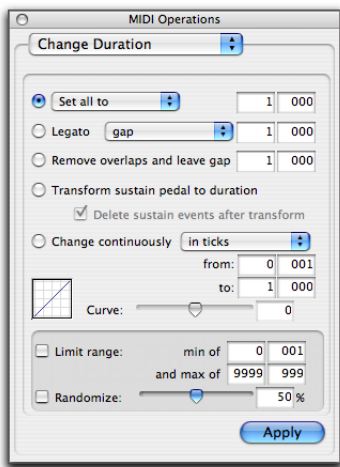 MIDI Operations
Change Duration
Set all to 1 000
Legato gap 1 000
Remove overlaps and leave gap 1 000
Transform sustain pedal to duration
Delete sustain events after transform
Change continuously in ticks
from: 0 001
to: 1 000
Curve: 0
Limit range: min of 0 001
and max of 9999 999
Randomize: 50 %
Apply